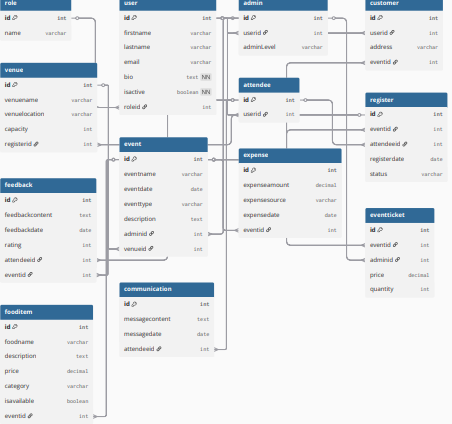 role
id int
name varchar
venue
id int
venuename varchar
venuelocation varchar
capacity int
registerid int
feedback
id int
feedbackcontent text
feedbackdate date
rating int
attendeeid int
eventid int
fooditem
id int
foodname varchar
description text
price decimal
category varchar
isavailable boolean
eventid int
user
id int
firstname varchar
lastname varchar
email varchar
bio text NN
isactive boolean NN
roleid int
event
id int
eventname varchar
eventdate date
eventtype varchar
description text
adminid int
venueid int
communication
id int
messagecontent text
messagedate date
attendeeid int
admin
id int
userid int
adminLevel varchar
attendee
id int
userid int
expense
id int
expenseamount decimal
expensesource varchar
expensedate date
eventid int
customer
id int
userid int
address varchar
eventid int
register
id int
eventid int
attendeeid int
registerdate date
status varchar
eventticket
id int
eventid int
adminid int
price decimal
quantity int